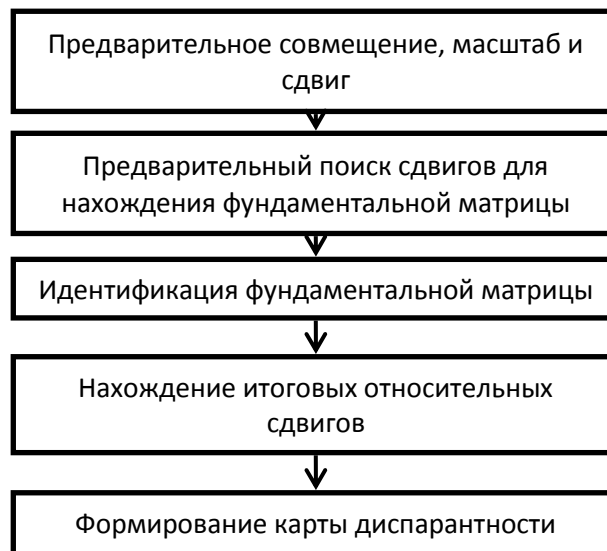 Предварительное совмещение, масштаб и
сдвиг
Предварительный поиск сдвигов для
нахождения фундаментальной матрицы
Идентификация фундаментальной матрицы
Нахождение итоговых относительных
сдвигов
Формирование карты диспарантности